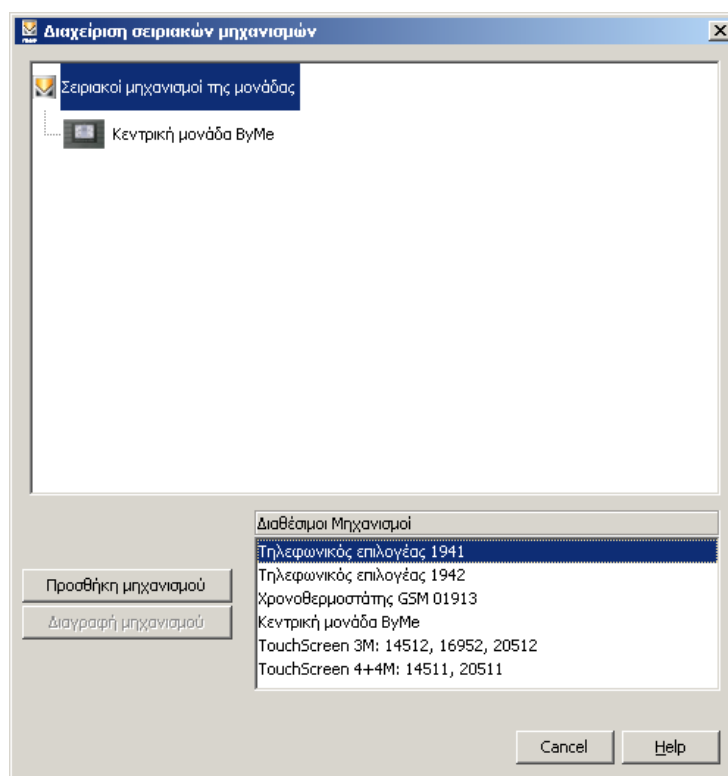 Διαχείριση σειριακών μηχανισμών
Σειριακοί μηχανισμοί της μονάδας
Κεντρική μονάδα ByMe
Διαθέσιμοι Μηχανισμοί
Τηλεφωνικός επιλογέας 1941
Τηλεφωνικός επιλογέας 1942
Χρονοθερμοστάτης GSM 01913
Κεντρική μονάδα ByMe
TouchScreen 3M: 14512, 16952, 20512
TouchScreen 4+4M: 14511, 20511
Προσθήκη μηχανισμού
Διαγραφή μηχανισμού
Cancel
Help